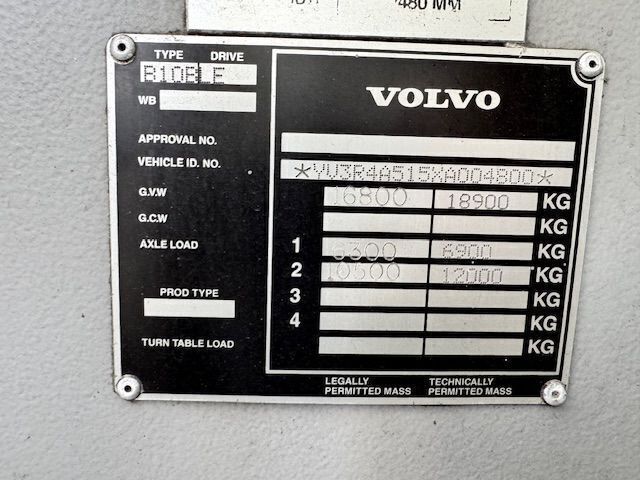 480 MM
TYPE DRIVE
B10BLE
WB
VOLVO
APPROVAL NO.
VEHICLE ID. NO. *YV3R4A515XA004800*
G.V.W 16800 18900 KG
G.C.W KG
AXLE LOAD 1 6300 6900 KG
2 10500 12000 KG
PROD TYPE 3 KG
4 KG
TURN TABLE LOAD KG
LEGALLY PERMITTED MASS TECHNICALLY PERMITTED MASS